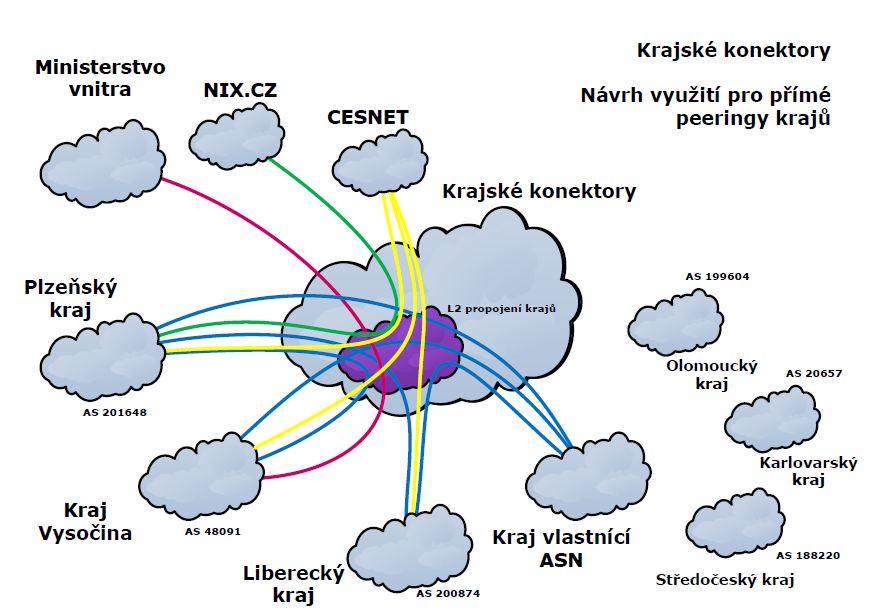 Krajské konektory
Návrh využití pro přímé
peeringy krajů
Ministerstvo
vnitra
NIX.CZ
CESNET
Krajské konektory
L2 propojení krajů
Plzeňský
kraj
AS 201648
AS 199604
Olomoucký
kraj
AS 20657
Karlovarský
kraj
Kraj
Vysočina
AS 48091
Liberecký
kraj
AS 200874
Kraj vlastnící
ASN
AS 188220
Středočeský kraj